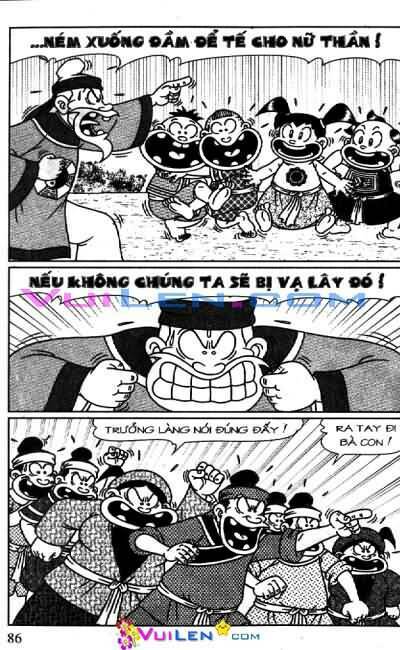 ...NÉM XUỐNG ĐẦM ĐỂ TẾ CHO NỮ THẦN !
NẾU KHÔNG CHÚNG TA SẼ BỊ VẠ LÂY ĐÓ !
VUILEN.COM
TRƯỞNG LÀNG NÓI ĐÚNG ĐẤY !
RA TAY ĐI
BÀ CON !
86
VUILEN.COM